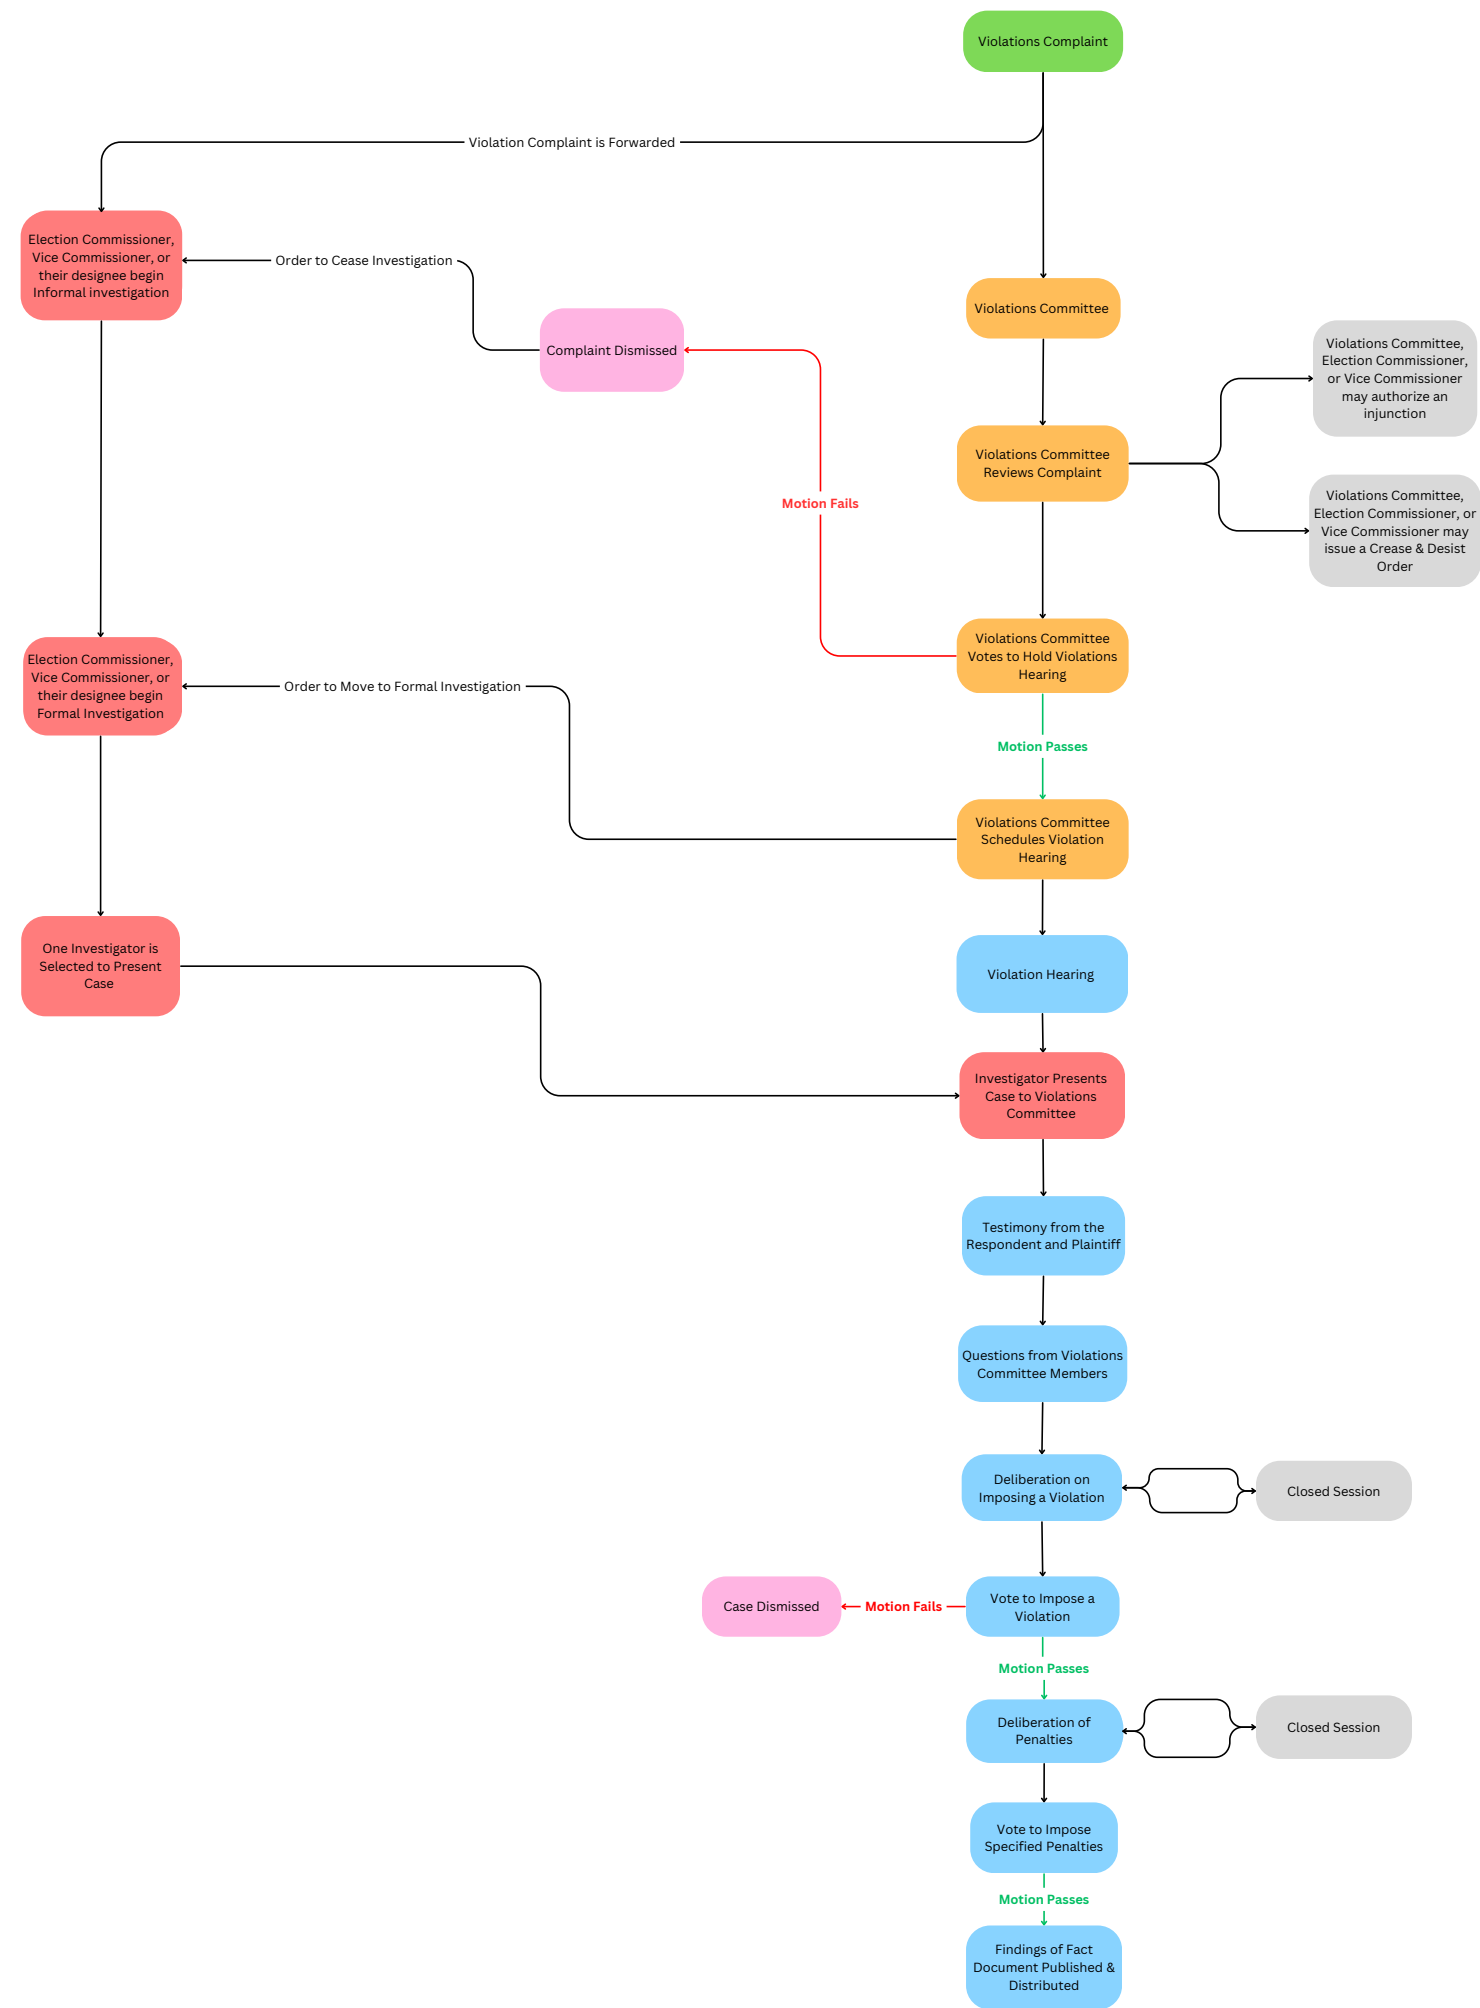 Violations Complaint
Violation Complaint is Forwarded
Election Commissioner,
Vice Commissioner, or
their designee begin
Informal investigation
Order to Cease Investigation
Complaint Dismissed
Violations Committee
Violations Committee,
Election Commissioner,
or Vice Commissioner
may authorize an
injunction
Violations Committee
Reviews Complaint
Violations Committee,
Election Commissioner, or
Vice Commissioner may
issue a Crease & Desist
Order
Motion Fails
Violations Committee
Votes to Hold Violations
Hearing
Election Commissioner,
Vice Commissioner, or
their designee begin
Formal Investigation
Order to Move to Formal Investigation
Motion Passes
Violations Committee
Schedules Violation
Hearing
One Investigator is
Selected to Present
Case
Violation Hearing
Investigator Presents
Case to Violations
Committee
Testimony from the
Respondent and Plaintiff
Questions from Violations
Committee Members
Deliberation on
Imposing a Violation
Closed Session
Case Dismissed
Motion Fails
Vote to Impose a
Violation
Motion Passes
Deliberation of
Penalties
Closed Session
Vote to Impose
Specified Penalties
Motion Passes
Findings of Fact
Document Published &
Distributed